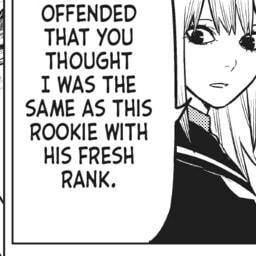 OFFENDED
THAT YOU
THOUGHT
I WAS THE
SAME AS THIS
ROOKIE WITH
HIS FRESH
RANK.